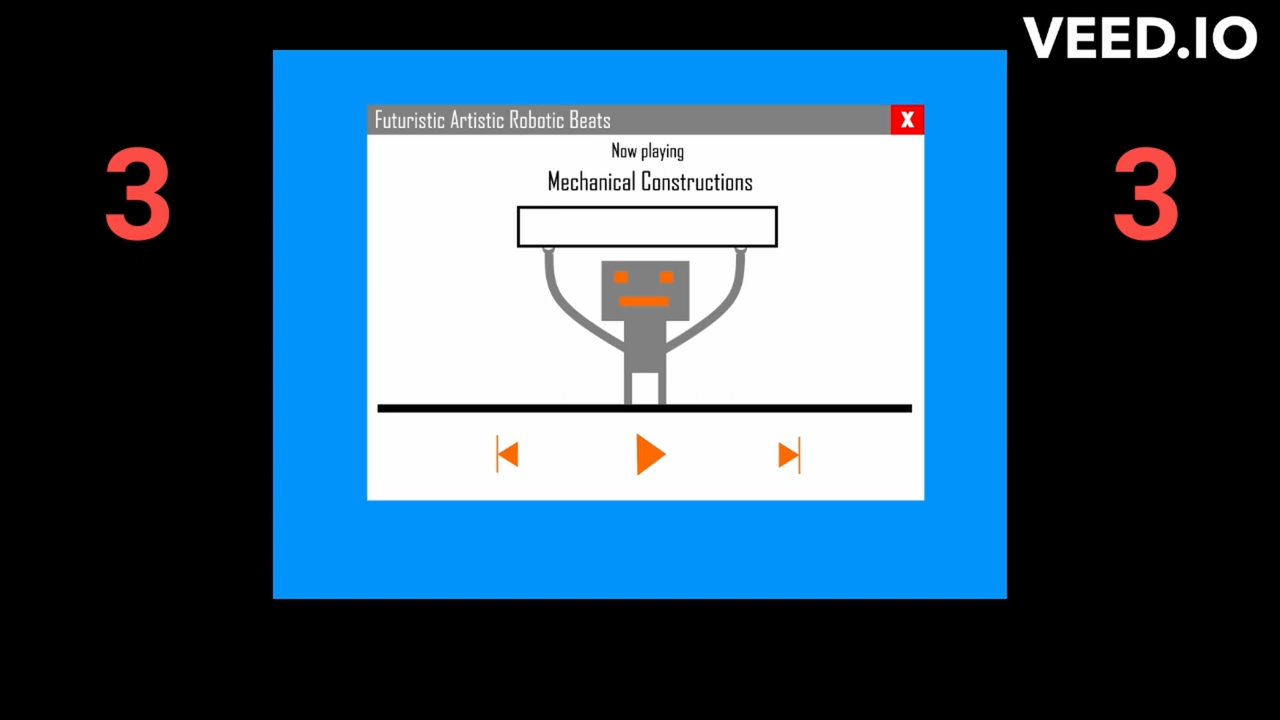 VEED.IO
Futuristic Artistic Robotic Beats
X
Now playing
Mechanical Constructions
3
3